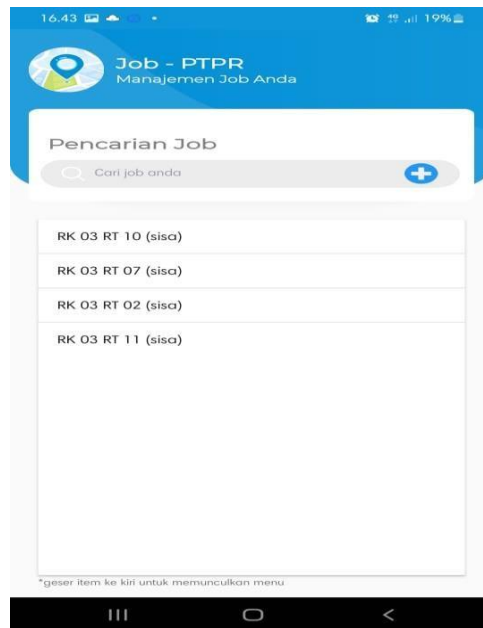 16.43
19%
Job - PTPR
Manajemen Job Anda
Pencarian Job
Cari job anda
RK 03 RT 10 (sisa)
RK 03 RT 07 (sisa)
RK 03 RT 02 (sisa)
RK 03 RT 11 (sisa)
*geser item ke kiri untuk memunculkan menu